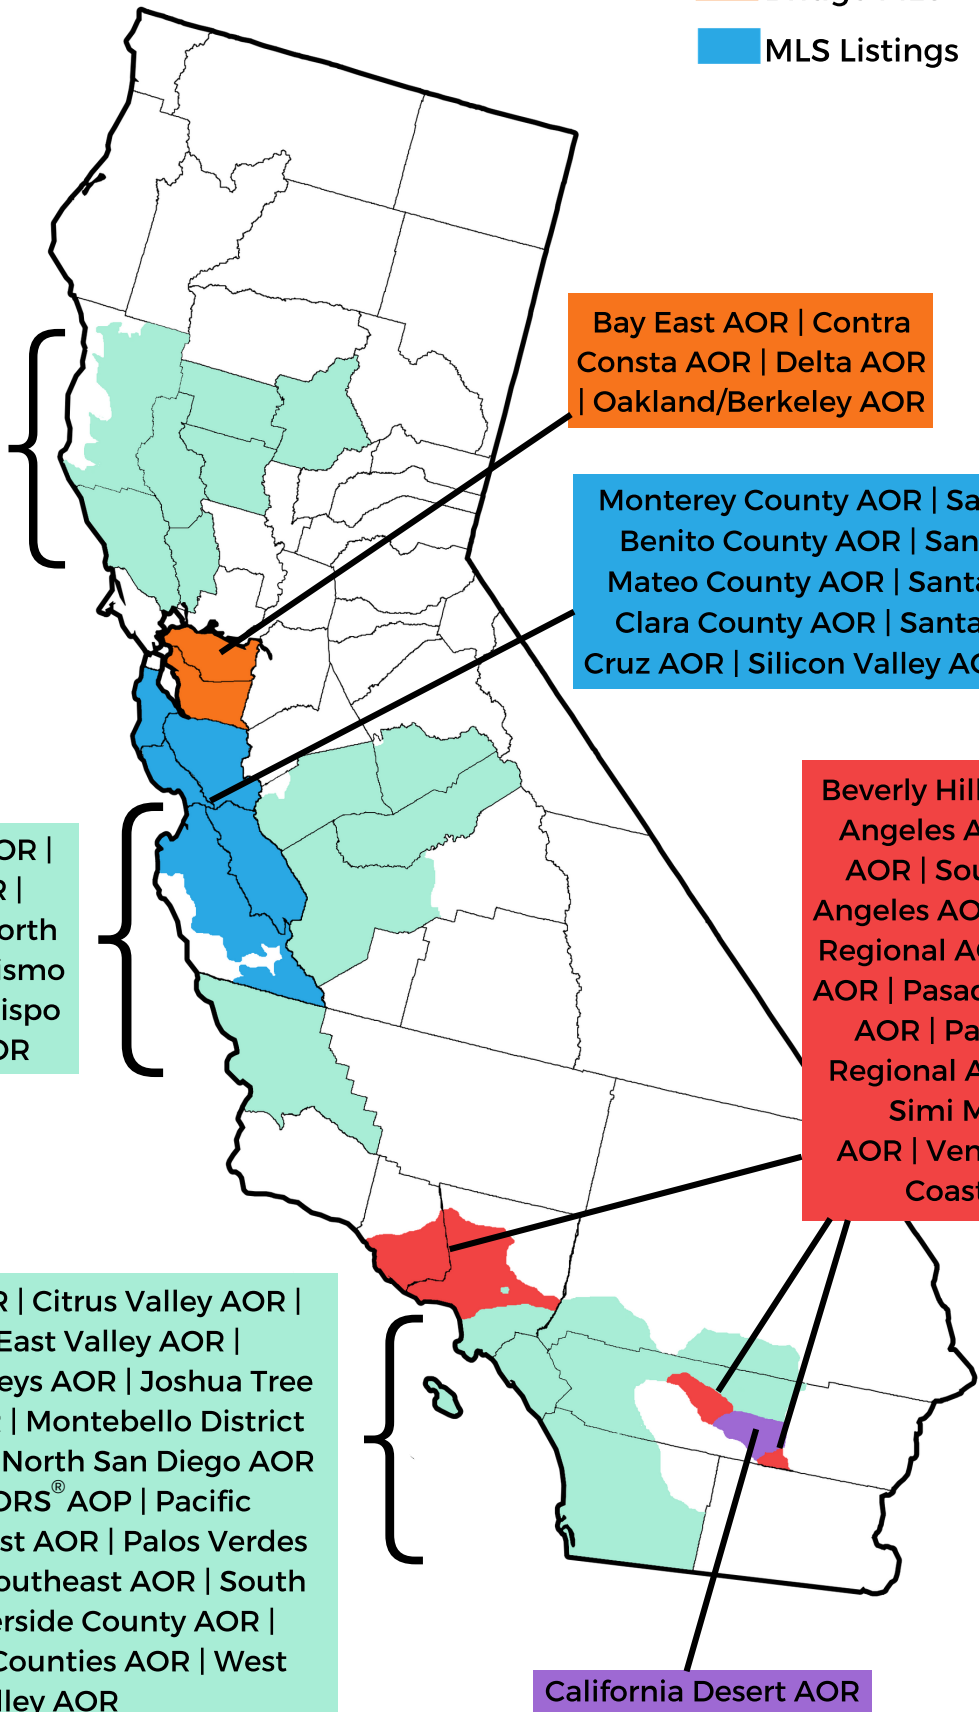 MLS Listings
Bay East AOR | Contra
Consta AOR | Delta AOR
| Oakland/Berkeley AOR
Monterey County AOR | Sa
Benito County AOR | San
Mateo County AOR | Santa
Clara County AOR | Santa
Cruz AOR | Silicon Valley AO
Beverly Hill
Angeles A
AOR | Sou
Angeles AO
Regional A
AOR | Pasad
AOR | Pa
Regional A
Simi M
AOR | Ven
Coast
OR |
R |
orth
ismo
ispo
OR
R | Citrus Valley AOR |
East Valley AOR |
eys AOR | Joshua Tree
| Montebello District
North San Diego AOR
ORS® AOP | Pacific
st AOR | Palos Verdes
outheast AOR | South
erside County AOR |
Counties AOR | West
lley AOR
California Desert AOR